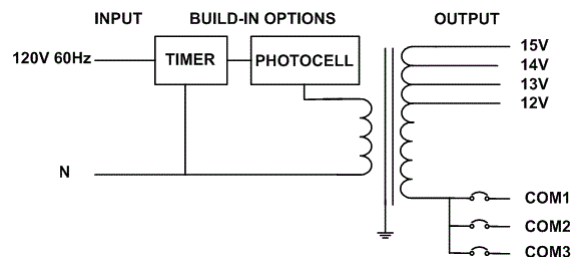 INPUT BUILD-IN OPTIONS OUTPUT
120V 60Hz TIMER PHOTOCELL
15V
14V
13V
12V
N
COM1
COM2
COM3